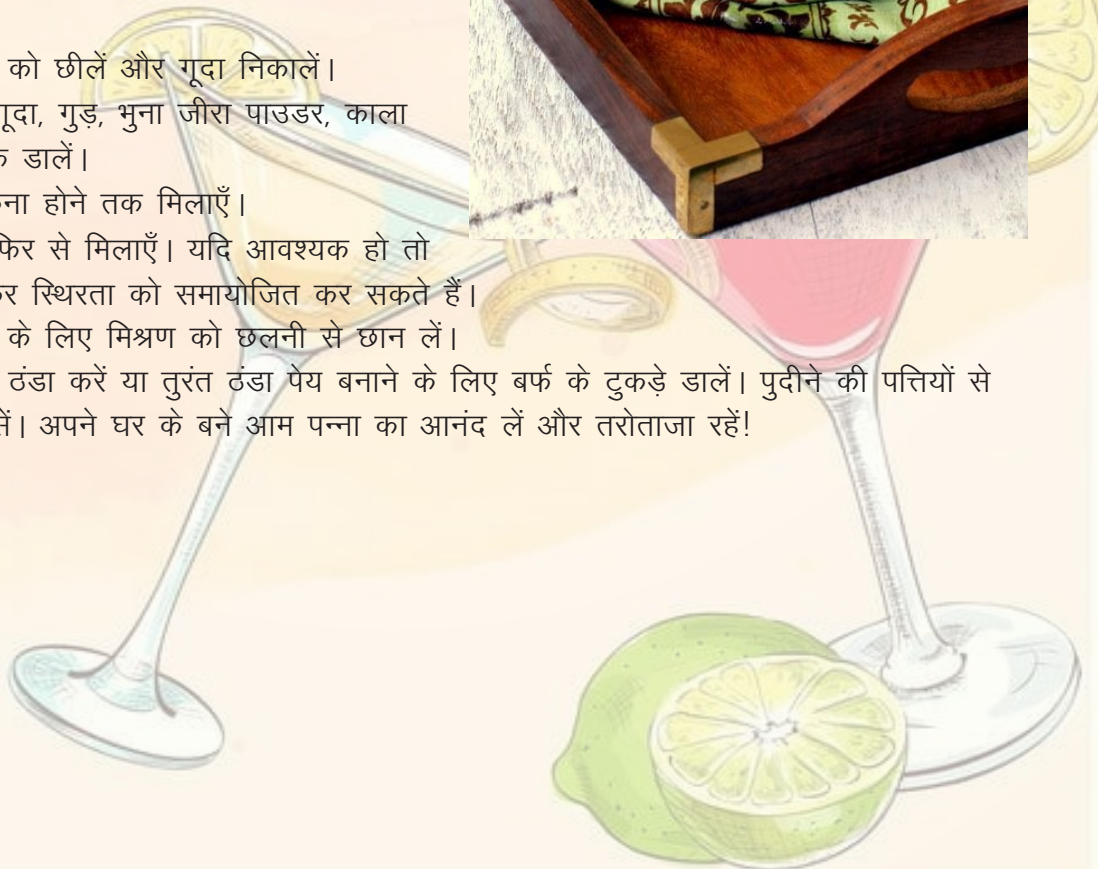 को छीलें और गूदा निकालें।
गूदा, गुड़, भुना जीरा पाउडर, काला
डालें।
होने तक मिलाएँ।
फिर से मिलाएँ। यदि आवश्यक हो तो
स्थिरता को समायोजित कर सकते हैं।
के लिए मिश्रण को छलनी से छान लें।
ठंडा करें या तुरंत ठंडा पेय बनाने के लिए बर्फ के टुकड़े डालें। पुदीने की पत्तियों से
अपने घर के बने आम पन्ना का आनंद लें और तरोताजा रहें!